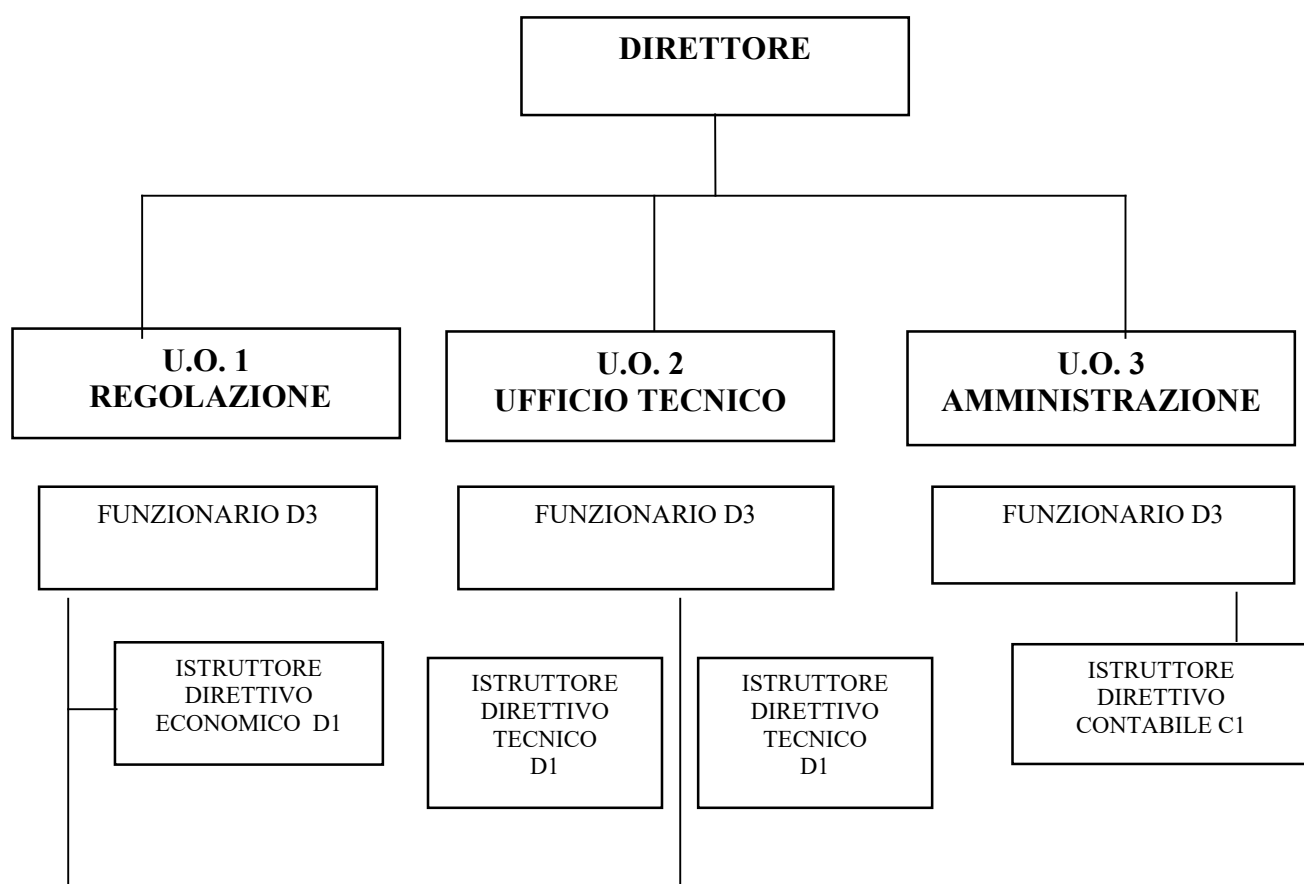 DIRETTORE
U.O. 1
REGOLAZIONE
U.O. 2
UFFICIO TECNICO
U.O. 3
AMMINISTRAZIONE
FUNZIONARIO D3
FUNZIONARIO D3
FUNZIONARIO D3
ISTRUTTORE
DIRETTIVO
ECONOMICO D1
ISTRUTTORE
DIRETTIVO
TECNICO
D1
ISTRUTTORE
DIRETTIVO
TECNICO
D1
ISTRUTTORE
DIRETTIVO
CONTABILE C1